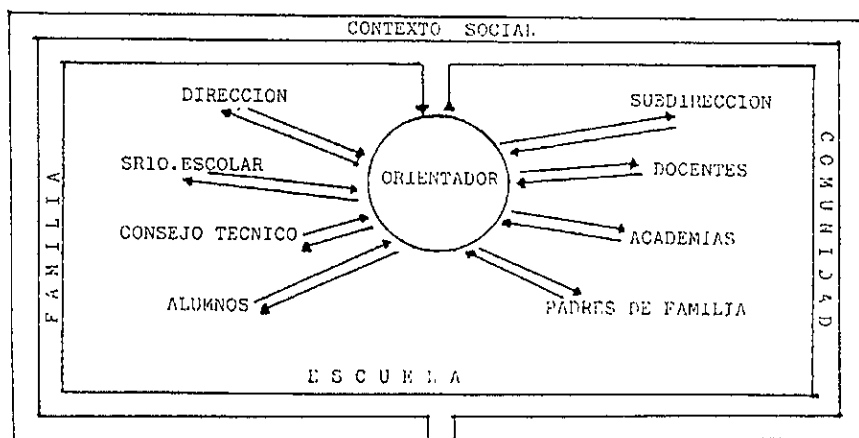 CONTEXTO SOCIAL
DIRECCION
SUBDIRECCION
SRIO.ESCOLAR
ORIENTADOR
DOCENTES
CONSEJO TECNICO
ACADEMIAS
ALUMNOS
PADRES DE FAMILIA
ESCUELA
FAMILIA
COMUNIDAD